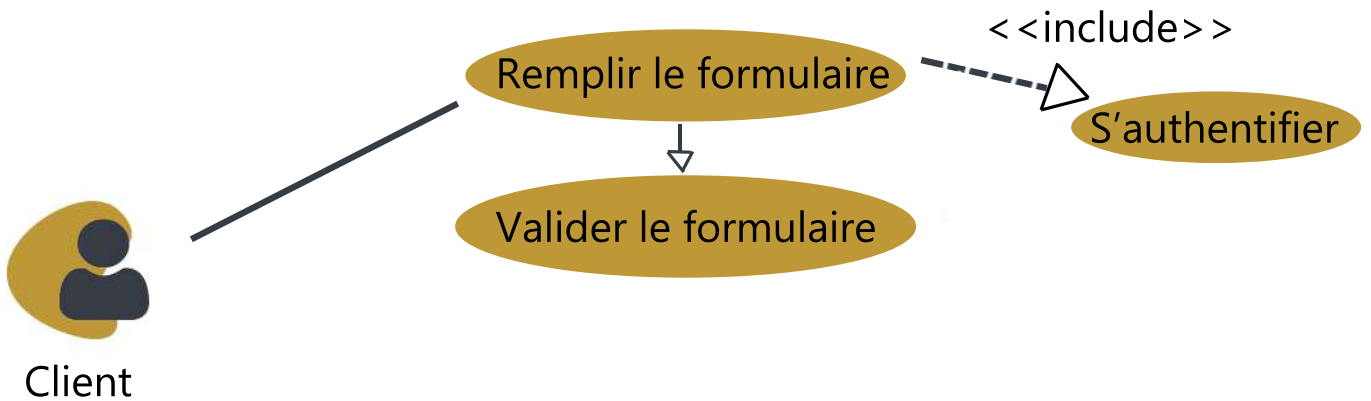 <<include>>
Remplir le formulaire
S’authentifier
Valider le formulaire
Client